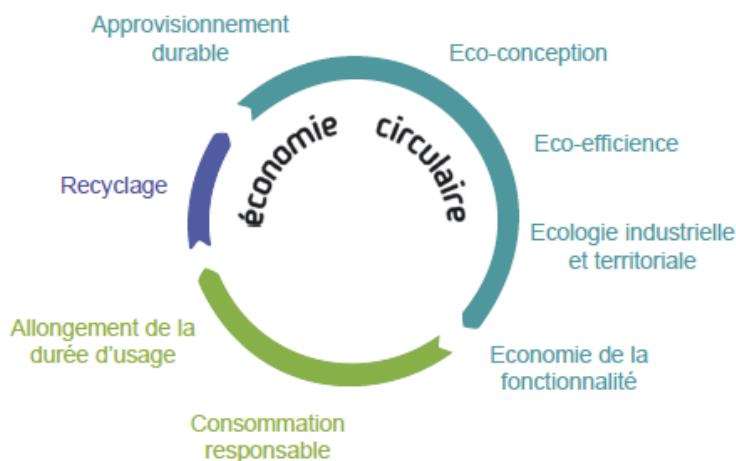 Approvisionnement
durable
Eco-conception
économie circulaire
Eco-efficience
Recyclage
Ecologie industrielle
et territoriale
Allongement de la
durée d'usage
Economie de la
fonctionnalité
Consommation
responsable